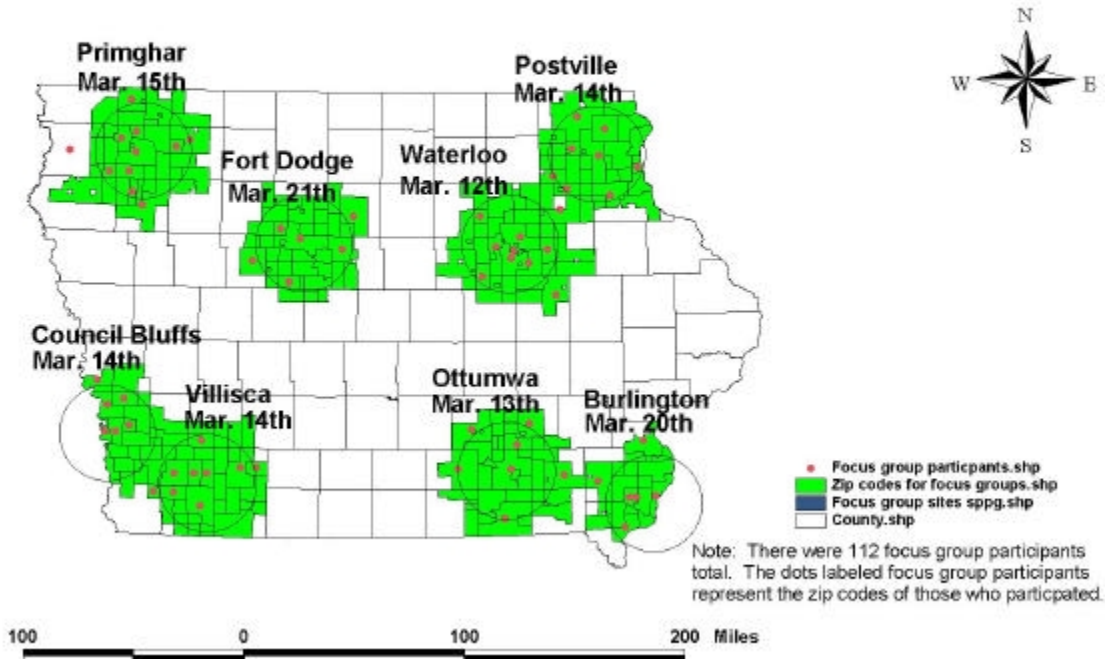 Primghar
Mar. 15th
Postville
Mar. 14th
N
W
E
S
Fort Dodge
Mar. 21th
Waterloo
Mar. 12th
Council Bluffs
Mar. 14th
Villisca
Mar. 14th
Ottumwa
Mar. 13th
Burlington
Mar. 20th
Focus group particpants.shp
Zip codes for focus groups.shp
Focus group sites sppg.shp
County.shp
Note: There were 112 focus group participants
total. The dots labeled focus group participants
represent the zip codes of those who particpated.
100 0 100 200 Miles